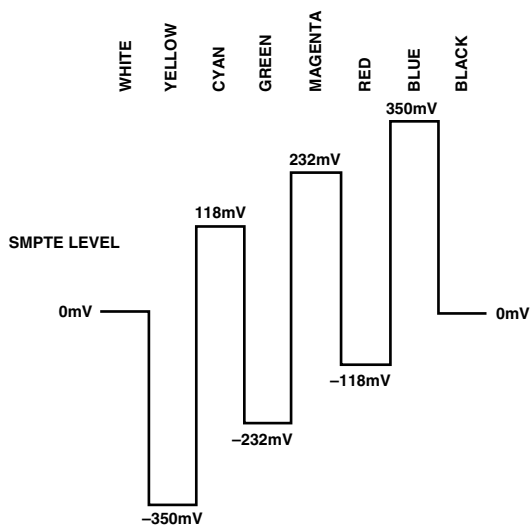 WHITE
YELLOW
CYAN
GREEN
MAGENTA
RED
BLUE
BLACK
350mV
232mV
118mV
SMPTE LEVEL
0mV
0mV
–118mV
–232mV
–350mV